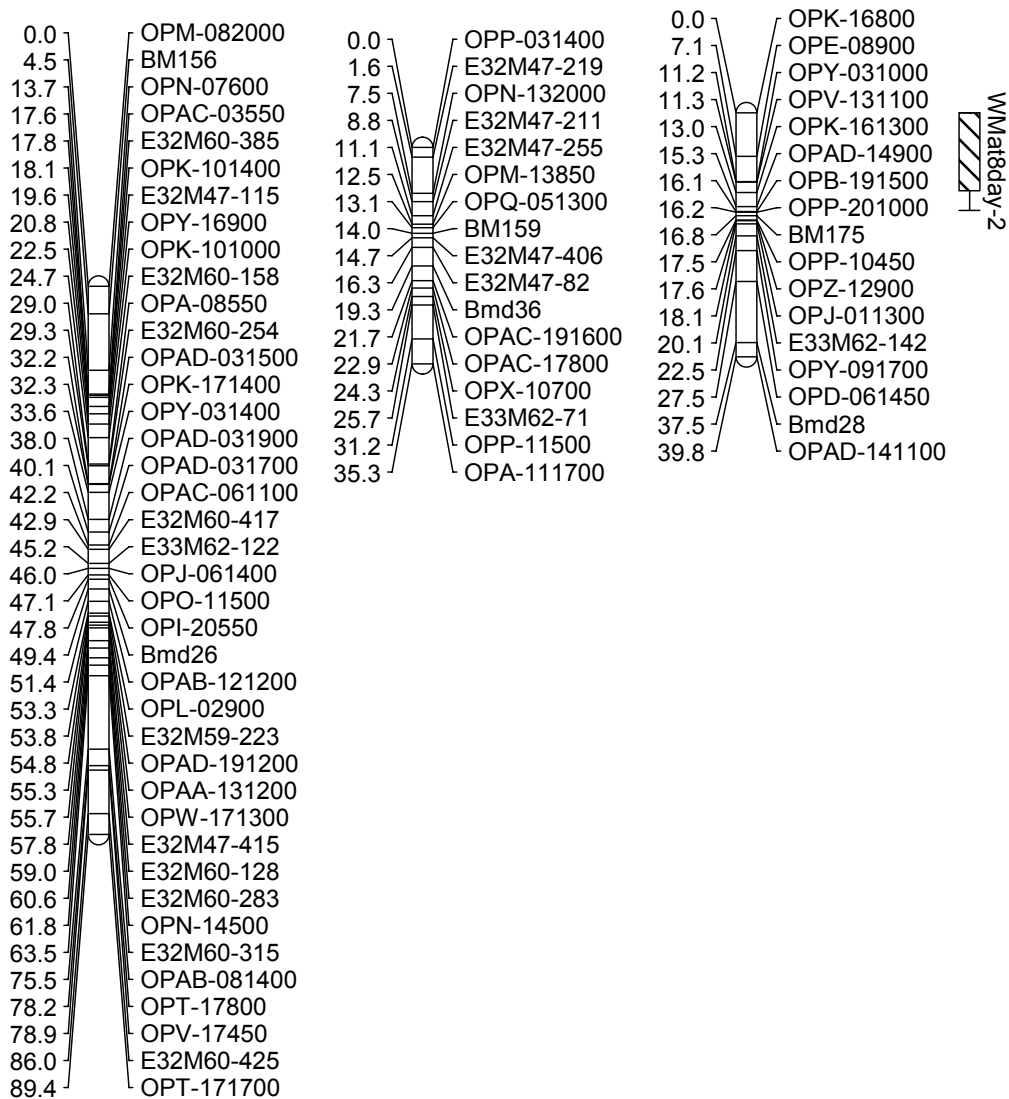 0.0 OPM-082000
4.5 BM156
13.7 OPN-07600
17.6 OPAC-03550
17.8 E32M60-385
18.1 OPK-101400
19.6 E32M47-115
20.8 OPY-16900
22.5 OPK-101000
24.7 E32M60-158
29.0 OPA-08550
29.3 E32M60-254
32.2 OPAD-031500
32.3 OPK-171400
33.6 OPY-031400
38.0 OPAD-031900
40.1 OPAD-031700
42.2 OPAC-061100
42.9 E32M60-417
45.2 E33M62-122
46.0 OPJ-061400
47.1 OPO-11500
47.8 OPI-20550
49.4 Bmd26
51.4 OPAB-121200
53.3 OPL-02900
53.8 E32M59-223
54.8 OPAD-191200
55.3 OPAA-131200
55.7 OPW-171300
57.8 E32M47-415
59.0 E32M60-128
60.6 E32M60-283
61.8 OPN-14500
63.5 E32M60-315
75.5 OPAB-081400
78.2 OPT-17800
78.9 OPV-17450
86.0 E32M60-425
89.4 OPT-171700
0.0 OPP-031400
1.6 E32M47-219
7.5 OPN-132000
8.8 E32M47-211
11.1 E32M47-255
12.5 OPM-13850
13.1 OPQ-051300
14.0 BM159
14.7 E32M47-406
16.3 E32M47-82
19.3 Bmd36
21.7 OPAC-191600
22.9 OPAC-17800
24.3 OPX-10700
25.7 E33M62-71
31.2 OPP-11500
35.3 OPA-111700
0.0 OPK-16800
7.1 OPE-08900
11.2 OPY-031000
11.3 OPV-131100
13.0 OPK-161300
15.3 OPAD-14900
16.1 OPB-191500
16.2 OPP-201000
16.8 BM175
17.5 OPP-10450
17.6 OPZ-12900
18.1 OPJ-011300
20.1 E33M62-142
22.5 OPY-091700
27.5 OPD-061450
37.5 Bmd28
39.8 OPAD-141100
WMat8day-2